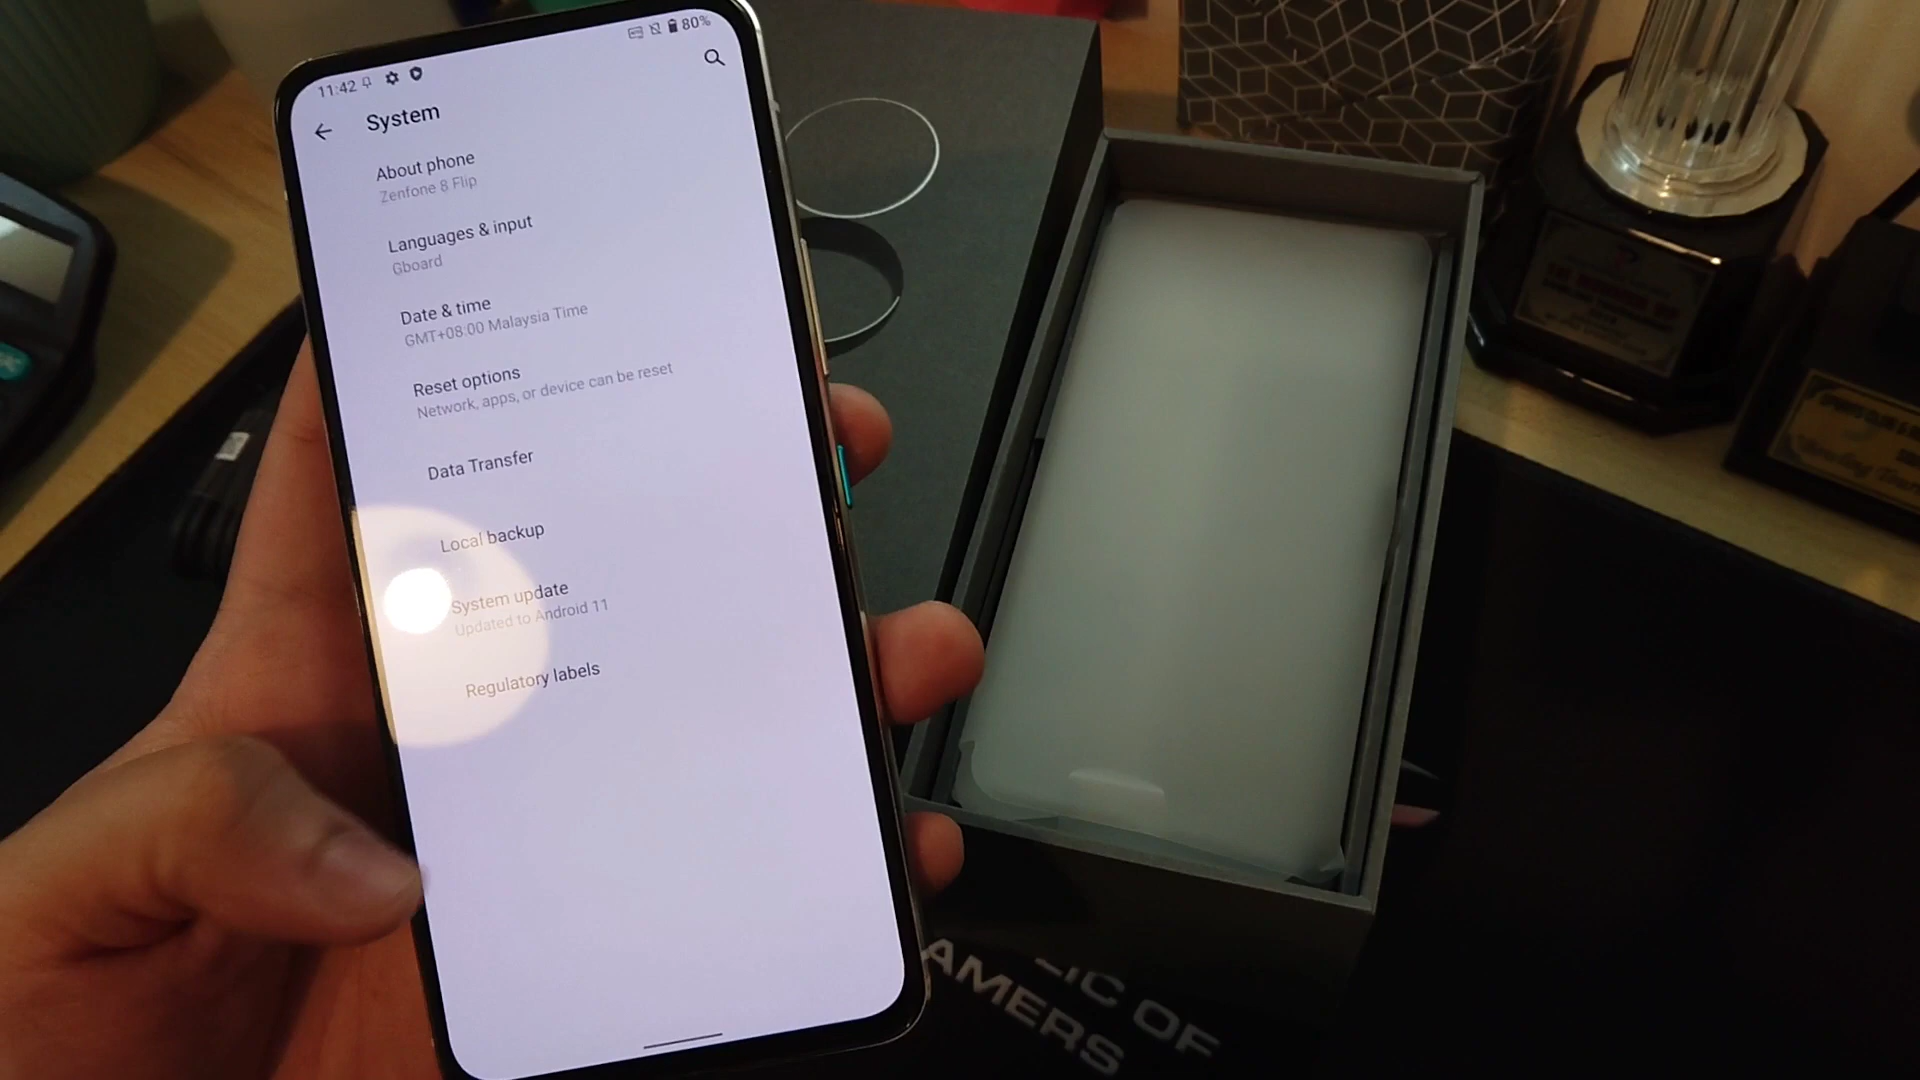 11:42
80%
System
About phone
Zenfone 8 Flip
Languages & input
Gboard
Date & time
GMT+08:00 Malaysia Time
Reset options
Network, apps, or device can be reset
Data Transfer
Local backup
System update
Updated to Android 11
Regulatory labels
IC OF
AMERS